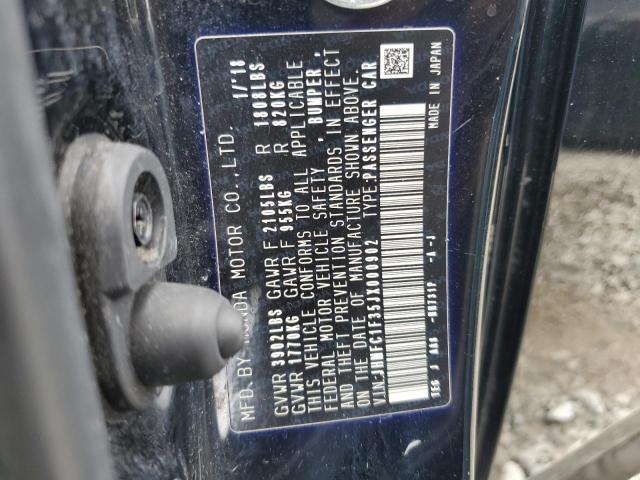 MFD. BY HONDA MOTOR CO., LTD. 1/'18
GVWR 3902LBS GAWR F 2105LBS R 1808LBS
GVWR 1770KG GAWR F 955KG R 820KG
THIS VEHICLE CONFORMS TO ALL APPLICABLE
FEDERAL MOTOR VEHICLE SAFETY, BUMPER,
AND THEFT PREVENTION STANDARDS IN EFFECT
ON THE DATE OF MANUFACTURE SHOWN ABOVE.
V.I.N.: JHMFC1F35JX000902 TYPE:PASSENGER CAR
MADE IN JAPAN